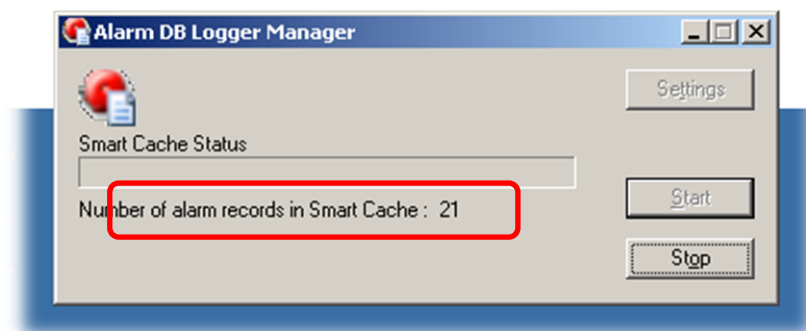 Alarm DB Logger Manager
Settings
Smart Cache Status
Number of alarm records in Smart Cache : 21
Start
Stop